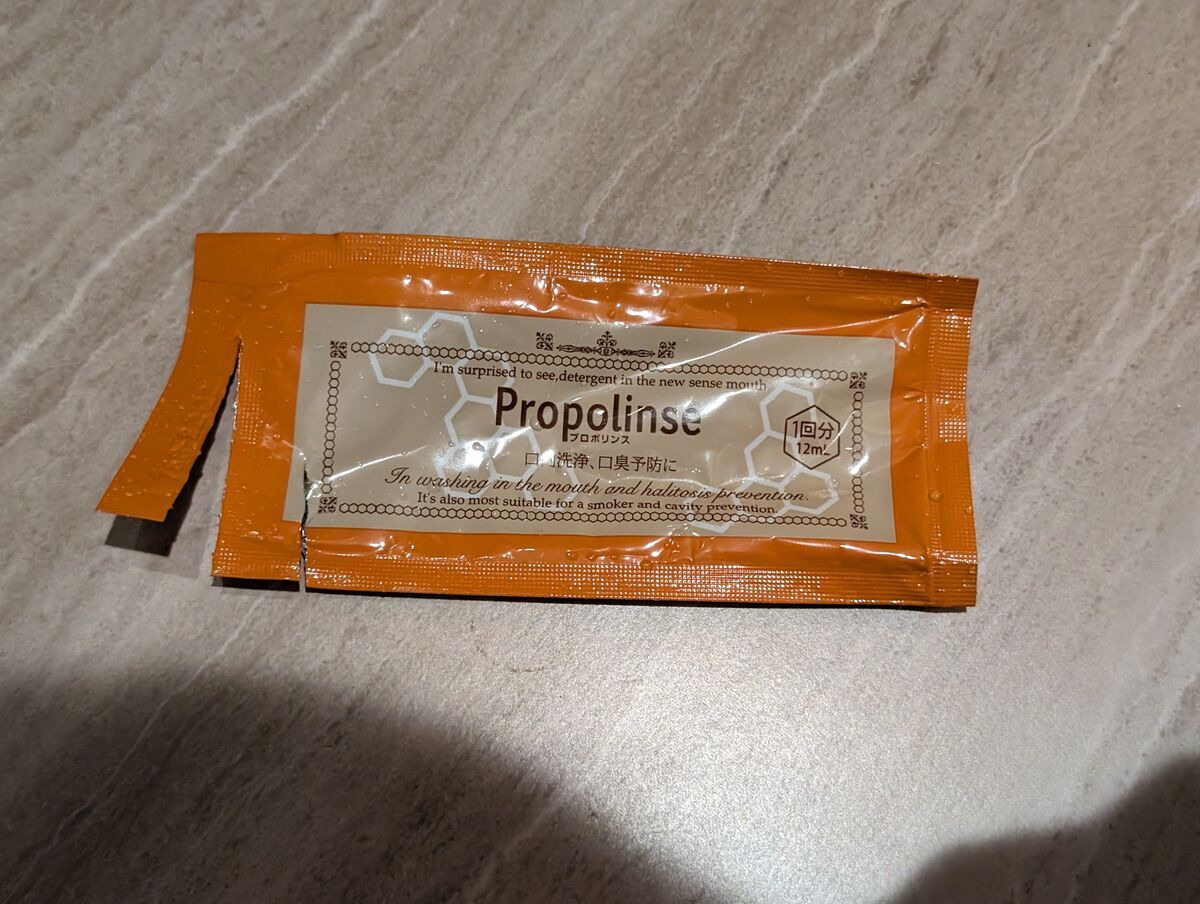 I'm surprised to see,detergent in the new sense mouth
Propolinse
プロポリンス
口内洗浄、口臭予防に
In washing in the mouth and halitosis prevention.
It's also most suitable for a smoker and cavity prevention.
1回分
12mL